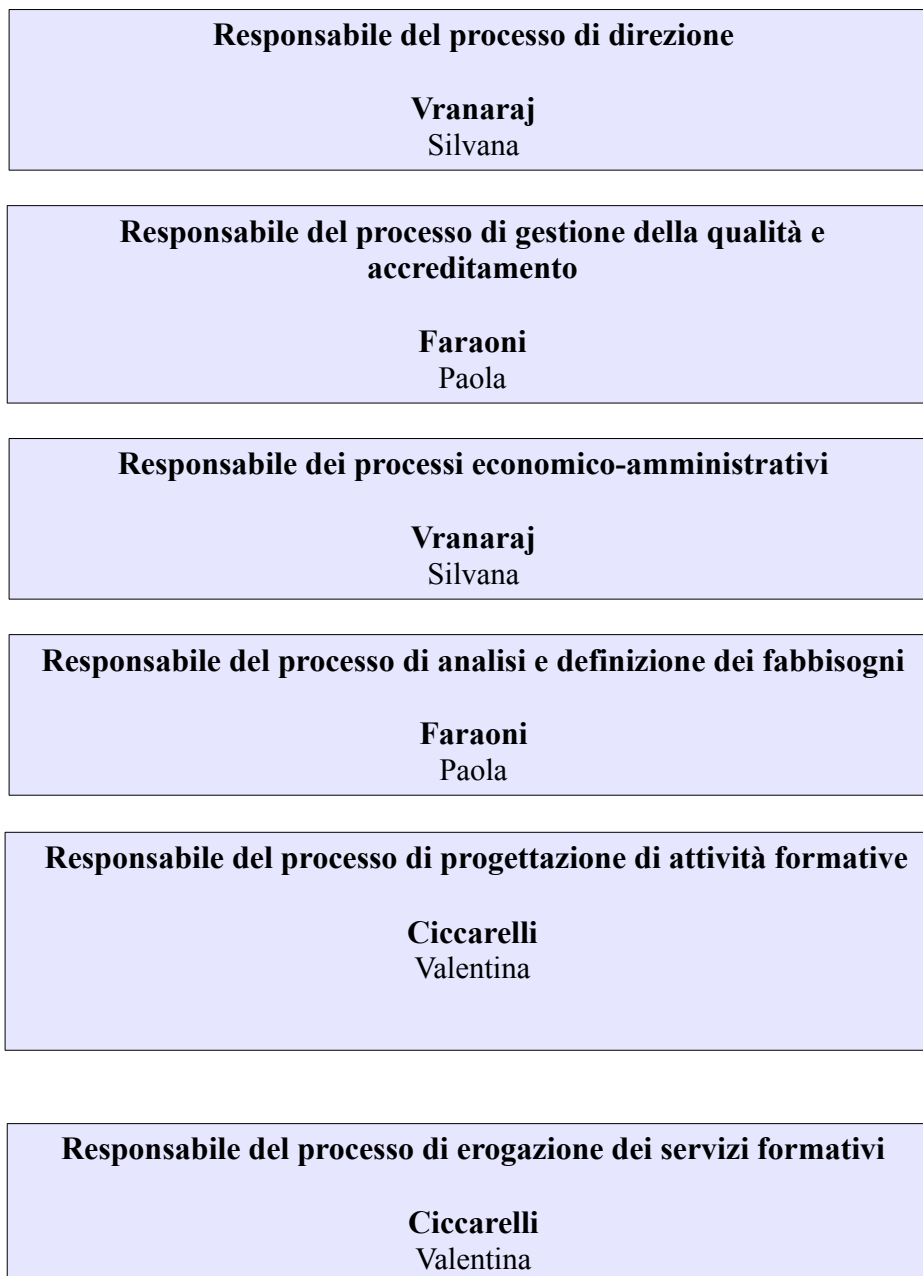 Responsabile del processo di direzione
Vranaraj
Silvana
Responsabile del processo di gestione della qualità e
accreditamento
Faraoni
Paola
Responsabile dei processi economico-amministrativi
Vranaraj
Silvana
Responsabile del processo di analisi e definizione dei fabbisogni
Faraoni
Paola
Responsabile del processo di progettazione di attività formative
Ciccarelli
Valentina
Responsabile del processo di erogazione dei servizi formativi
Ciccarelli
Valentina